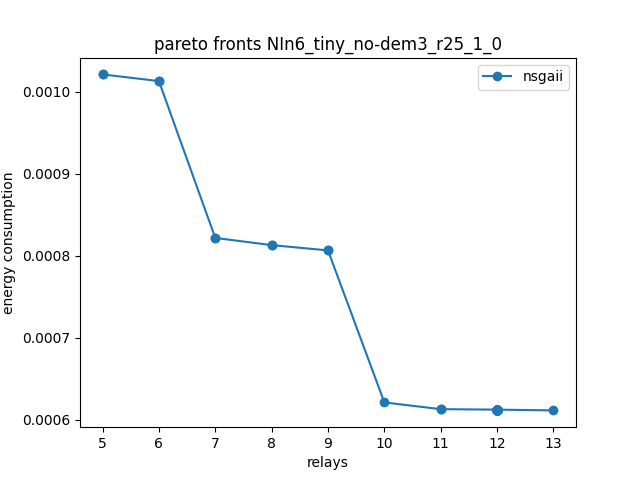 pareto fronts NIn6_tiny_no-dem3_r25_1_0
nsgaii
energy consumption
0.0010
0.0009
0.0008
0.0007
0.0006
5 6 7 8 9 10 11 12 13
relays